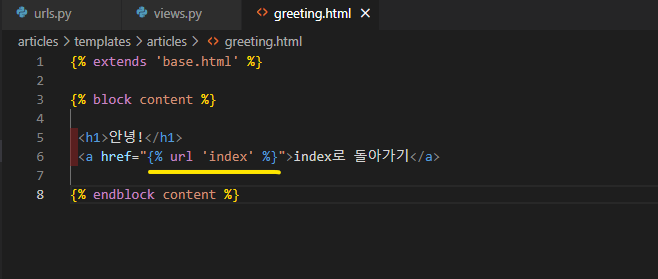 urls.py views.py greeting.html
articles > templates > articles > greeting.html
1 {% extends 'base.html' %}
2
3 {% block content %}
4
5 <h1>안녕!</h1>
6 <a href="{% url 'index' %}">index로 돌아가기</a>
7
8 {% endblock content %}